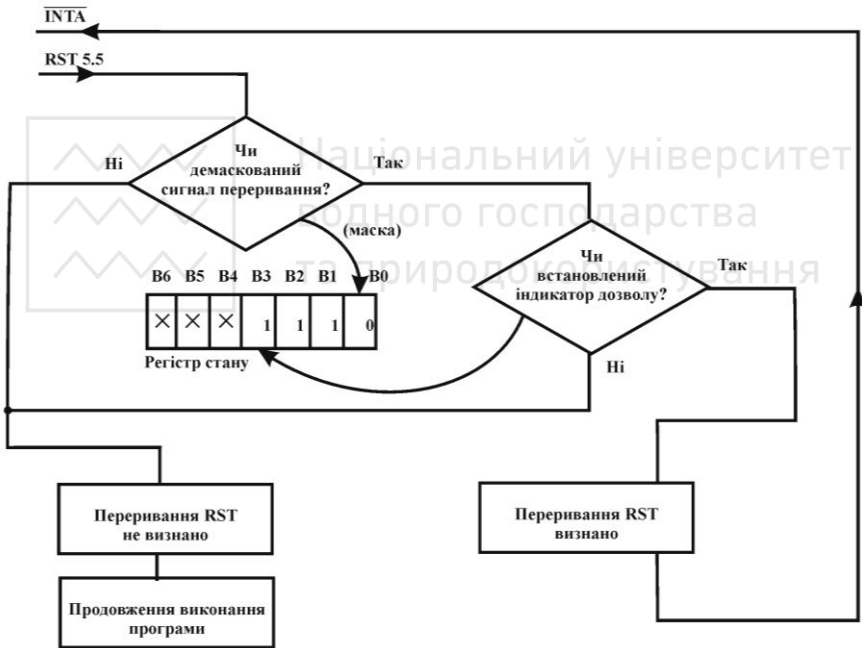 INTA
RST 5.5
Чи
демаскований
сигнал переривання?
Ні
Так
(маска)
Національний університет
водного господарства
та природокористування
Чи
встановлений
індикатор дозволу?
Так
Ні
B6 B5 B4 B3 B2 B1 B0
× × × 1 1 1 0
Регістр стану
Переривання RST
не визнано
Переривання RST
визнано
Продовження виконання
програми